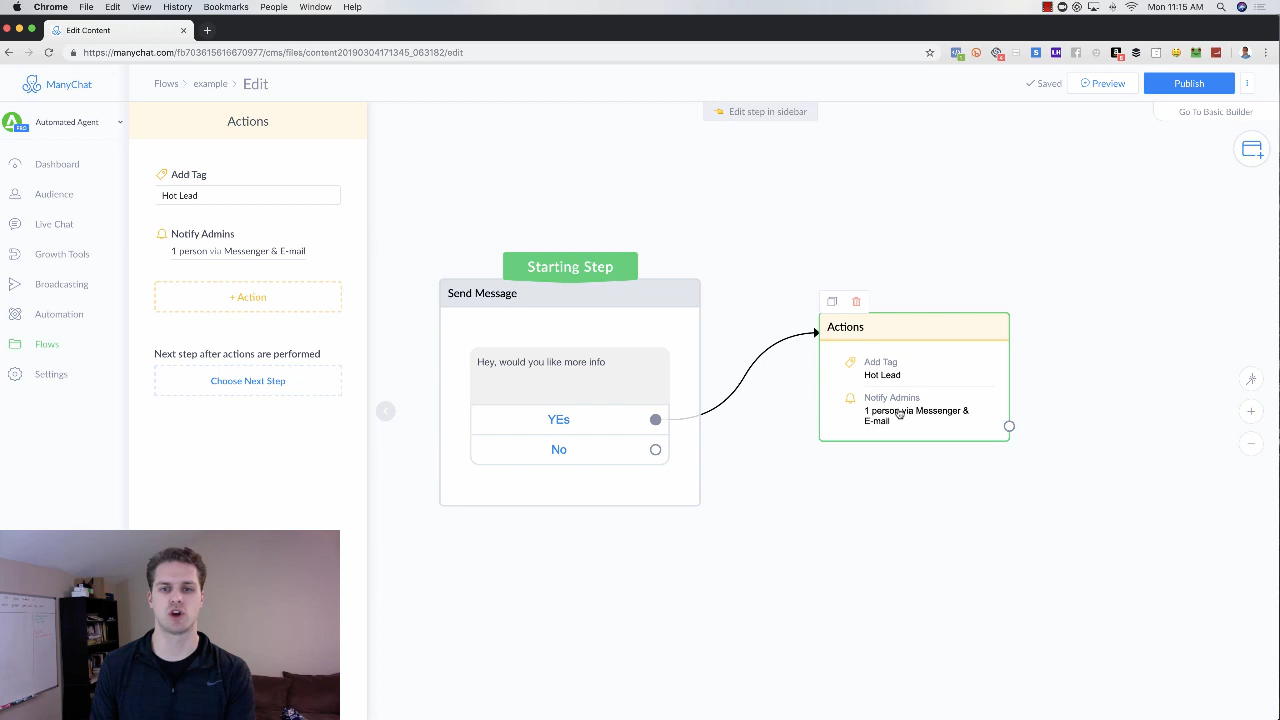 Chrome File Edit View History Bookmarks People Window Help
Mon 11:15 AM
Edit Content
https://manychat.com/fb703615616670977/cms/files/content20190304171345_063182/edit
ManyChat
Flows > example > Edit
Saved
Preview
Publish
Automated Agent
PRO
Actions
Edit step in sidebar
Go To Basic Builder
Dashboard
Audience
Live Chat
Growth Tools
Broadcasting
Automation
Flows
Settings
Add Tag
Hot Lead
Notify Admins
1 person via Messenger & E-mail
+ Action
Next step after actions are performed
Choose Next Step
Starting Step
Send Message
Hey, would you like more info
YEs
No
Actions
Add Tag
Hot Lead
Notify Admins
1 person via Messenger &
E-mail